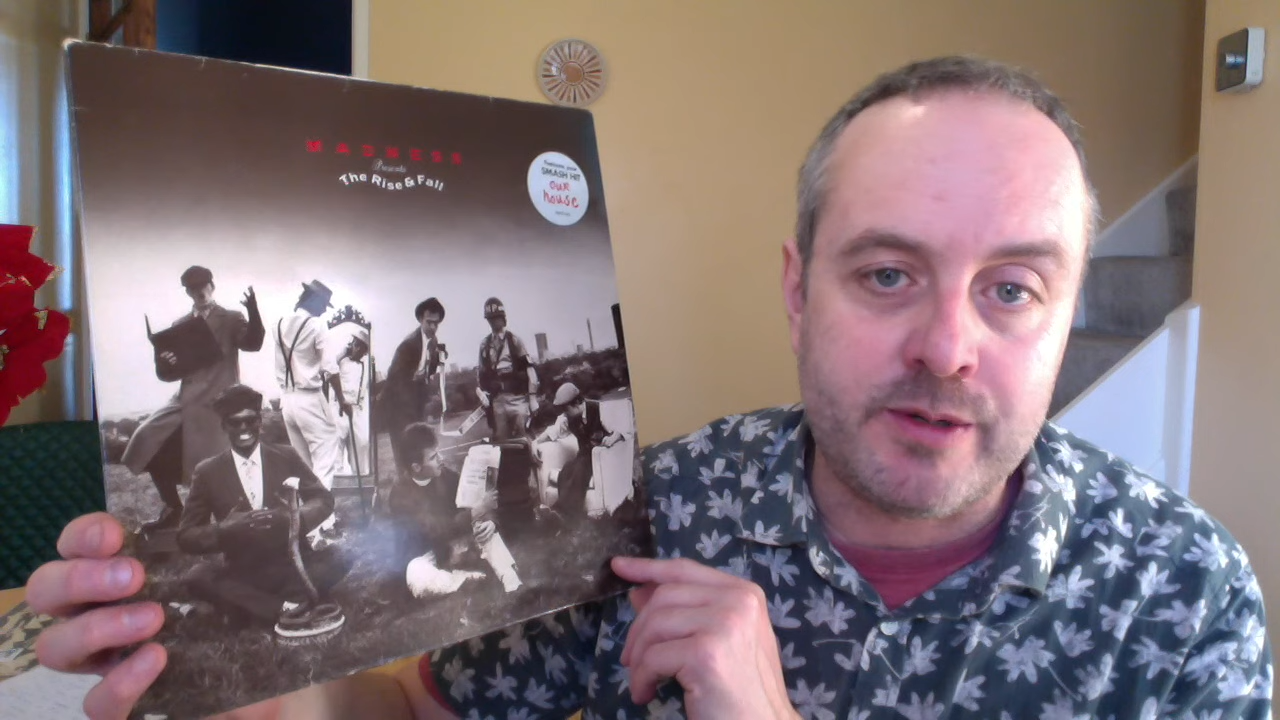 MADNESS
Presents
The Rise & Fall
SMASH HIT
our
house